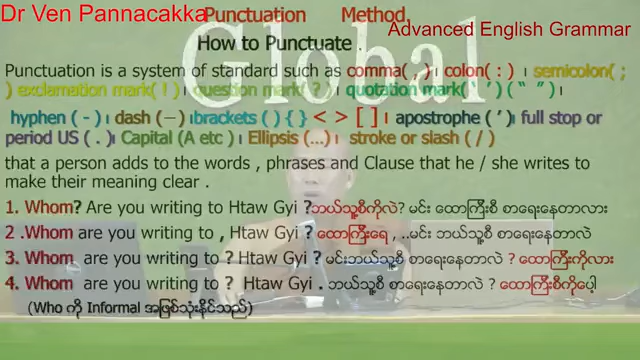 Dr Ven Pannacakka
Punctuation Method.
Advanced English Grammar
Global
How to Punctuate .
Punctuation is a system of standard such as comma( , )၊ colon( : ) ၊ semicolon( ;
) exclamation mark( ! )၊ question mark( ? )၊ quotation mark( ‘ ’ ) ( “ ” )၊
hyphen ( - )၊ dash ( – )၊brackets ( ) { } < > [ ]၊ apostrophe ( ’ )၊ full stop or
period US ( . )၊ Capital (A etc )၊ Ellipsis (…)၊ stroke or slash ( / )
that a person adds to the words , phrases and Clause that he / she writes to
make their meaning clear .
1. Whom? Are you writing to Htaw Gyi ?ဘယ်သူ့စီကိုလဲ? မင်း ထောကြီးစီ စာရေးနေတာလား
2 .Whom are you writing to , Htaw Gyi ? ထောကြီးရေ , ..မင်း ဘယ်သူ့စီ စာရေးနေတာလဲ
3. Whom are you writing to ? Htaw Gyi ? မင်းဘယ်သူ့စီ စာရေးနေတာလဲ ? ထောကြီးကိုလား
4. Whom are you writing to ? Htaw Gyi . ဘယ်သူ့စီ စာရေးနေတာလဲ ? ထောကြီးစီကိုပေါ့
(Who ကို Informal အဖြစ်သုံးနိုင်သည်)